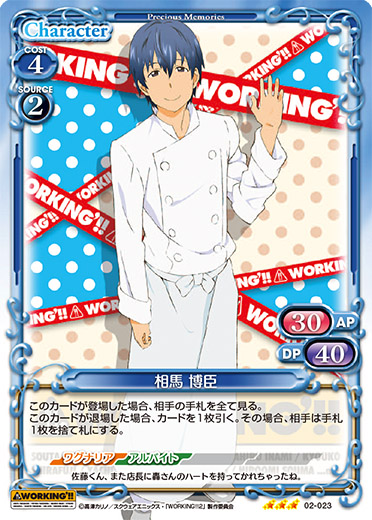 Precious Memories
Character
COST
4
SOURCE
2
WORKING'!!
WORKING'!!
WORKING'!!
WORKING'!!
WORKING'!!
WORKING'!!
30 AP
DP 40
相馬 博臣
このカードが登場した場合、相手の手札を全て見る。
このカードが退場した場合、カードを1枚引く。その場合、相手は手札
1枚を捨て札にする。
ワグナリア アルバイト
佐藤くん、また店長に轟さんのハートを持ってかれちゃったね。
WORKING'!!
©高津カリノ/スクウェアエニックス・「WORKING'!!2」製作委員会
02-023